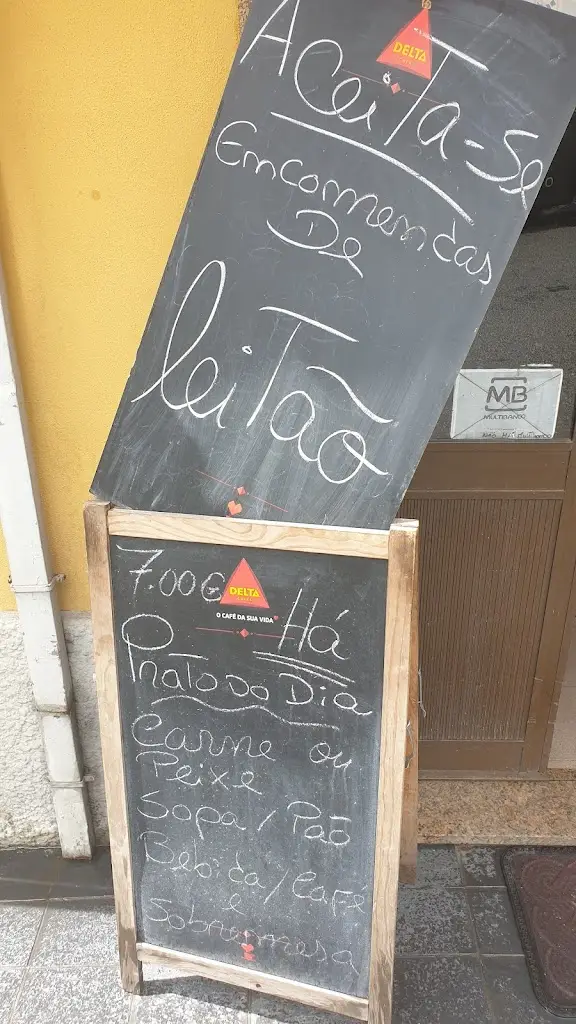 DELTA
Aceita-se
Encomendas
De
leitão
MB
MULTIBANCO
7.00€
DELTA
O CAFÉ DA SUA VIDA
Há
Prato do Dia
Carne ou
Peixe
Sopa / Pão
Bebida / Café
e
Sobremesa